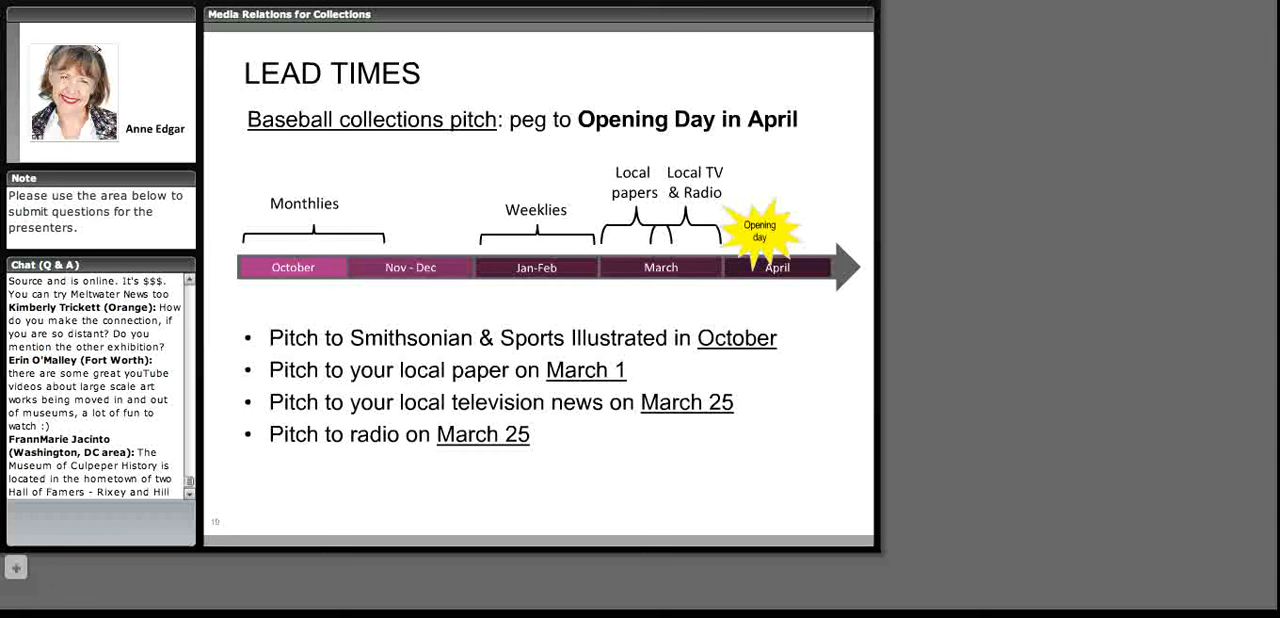 Media Relations for Collections
Anne Edgar
Note
Please use the area below to
submit questions for the
presenters.
Chat (Q & A)
Source and is online. It's $$$.
You can try Meltwater News too
Kimberly Trickett (Orange): How
do you make the connection, if
you are so distant? Do you
mention the other exhibition?
Erin O'Malley (Fort Worth):
there are some great youTube
videos about large scale art
works being moved in and out
of museums, a lot of fun to
watch :)
FrannMarie Jacinto
(Washington, DC area): The
Museum of Culpeper History is
located in the hometown of two
Hall of Famers - Rixey and Hill
LEAD TIMES
Baseball collections pitch: peg to Opening Day in April
Monthlies
Weeklies
Local
papers
Local TV
& Radio
Opening
day
October
Nov - Dec
Jan-Feb
March
April
• Pitch to Smithsonian & Sports Illustrated in October
• Pitch to your local paper on March 1
• Pitch to your local television news on March 25
• Pitch to radio on March 25
19